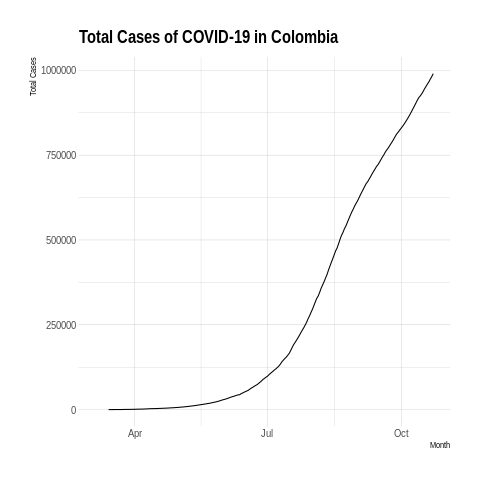 Total Cases of COVID-19 in Colombia
Total Cases
1000000
750000
500000
250000
0
Apr Jul Oct
Month